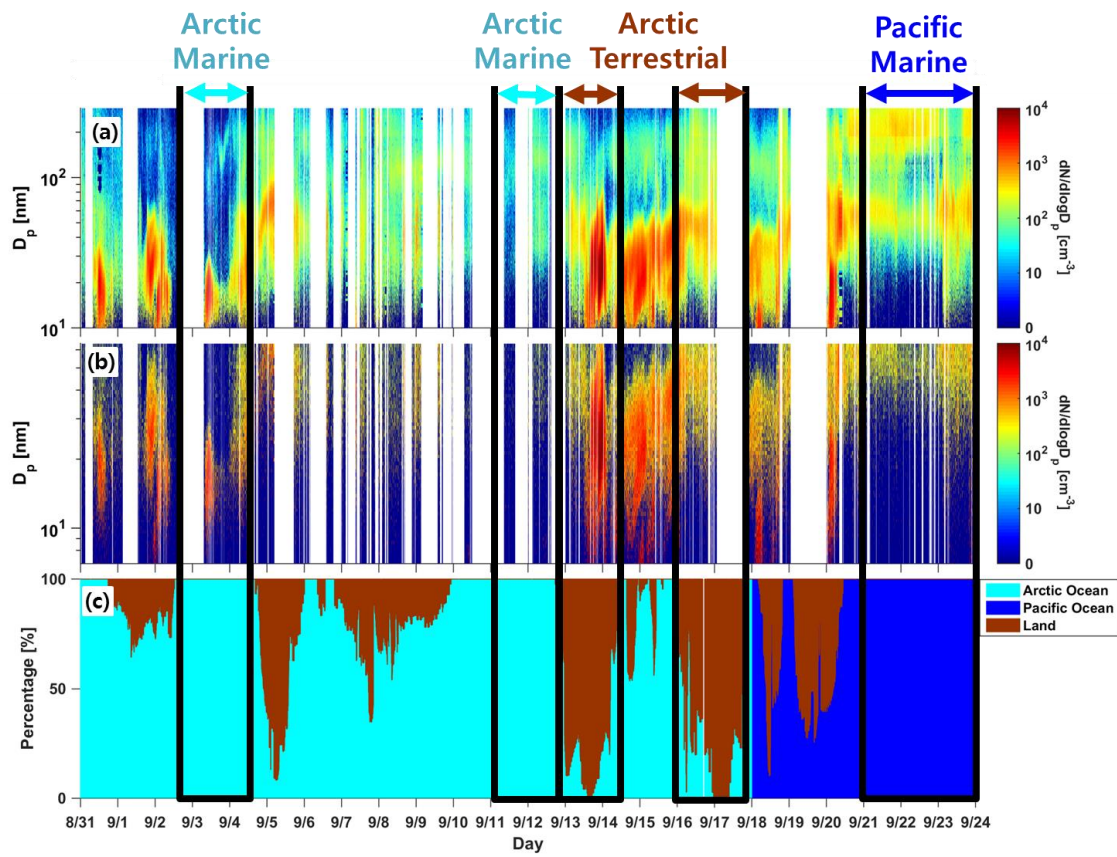 Arctic
Marine
Arctic
Marine
Arctic
Terrestrial
Pacific
Marine
(a)
D_p [nm]
10^2
10^1
10^4
10^3
10^2
10
0
dN/dlogD_p [cm^-3]
(b)
D_p [nm]
10^1
10^4
10^3
10^2
10
0
dN/dlogD_p [cm^-3]
(c)
Percentage [%]
100
50
0
Arctic Ocean
Pacific Ocean
Land
8/31 9/1 9/2 9/3 9/4 9/5 9/6 9/7 9/8 9/9 9/10 9/11 9/12 9/13 9/14 9/15 9/16 9/17 9/18 9/19 9/20 9/21 9/22 9/23 9/24
Day